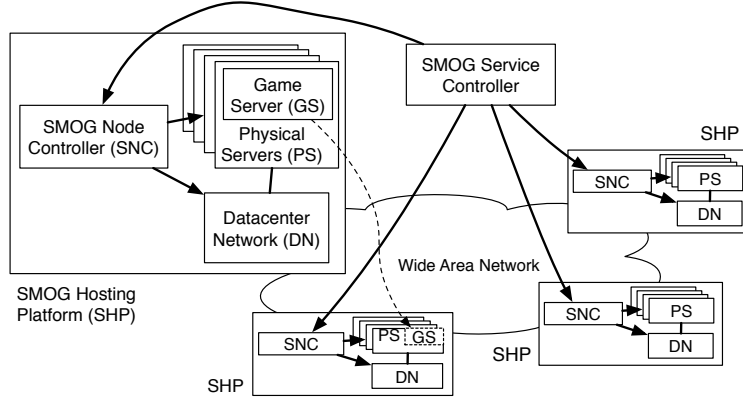 SMOG Service
Controller
Game
Server (GS)
SMOG Node
Controller (SNC)
Physical
Servers (PS)
Datacenter
Network (DN)
SMOG Hosting
Platform (SHP)
Wide Area Network
SHP
SNC
PS
DN
SNC
PS
DN
SHP
SNC
PS
GS
DN
SHP